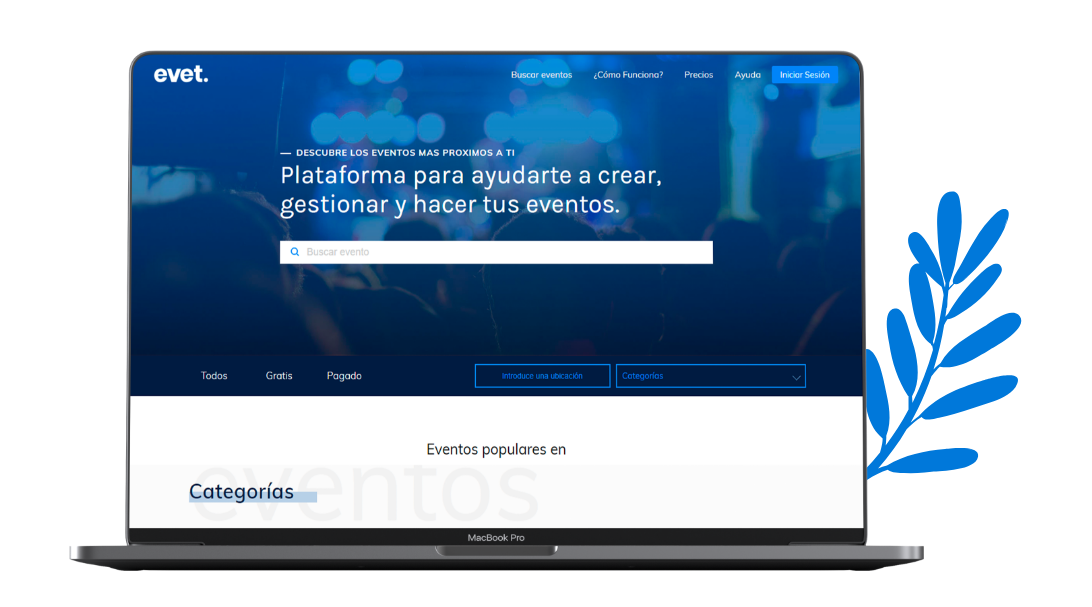 evet.
Buscar eventos ¿Cómo Funciona? Precios Ayuda Iniciar Sesión
— DESCUBRE LOS EVENTOS MAS PROXIMOS A TI
Plataforma para ayudarte a crear,
gestionar y hacer tus eventos.
Buscar evento
Todos Gratis Pagado Introduce una ubicación Categorías
Eventos populares en
eventos
Categorías
MacBook Pro